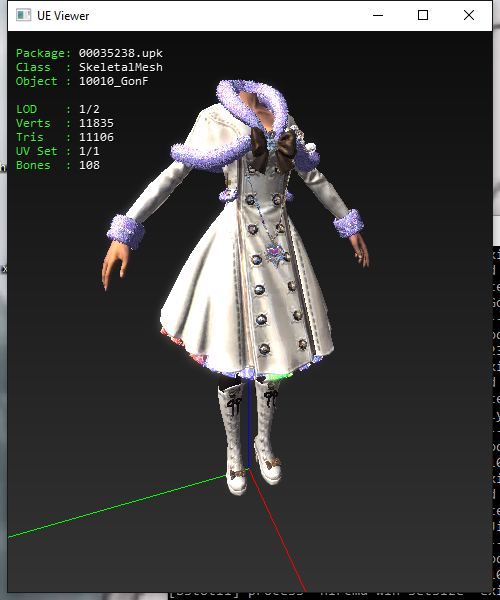 UE Viewer
Package: 00035238.upk
Class : SkeletalMesh
Object : 10010_GonF
LOD : 1/2
Verts : 11835
Tris : 11106
UV Set : 1/1
Bones : 108